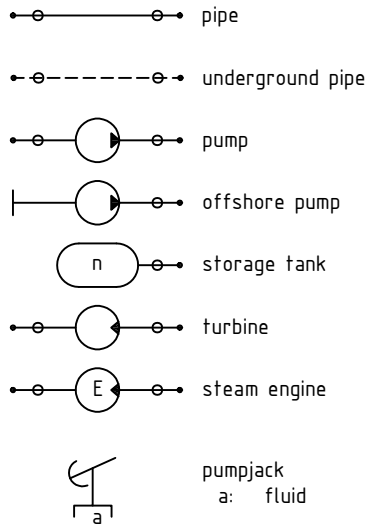 pipe
underground pipe
pump
offshore pump
n storage tank
turbine
E steam engine
pumpjack
a: fluid
a